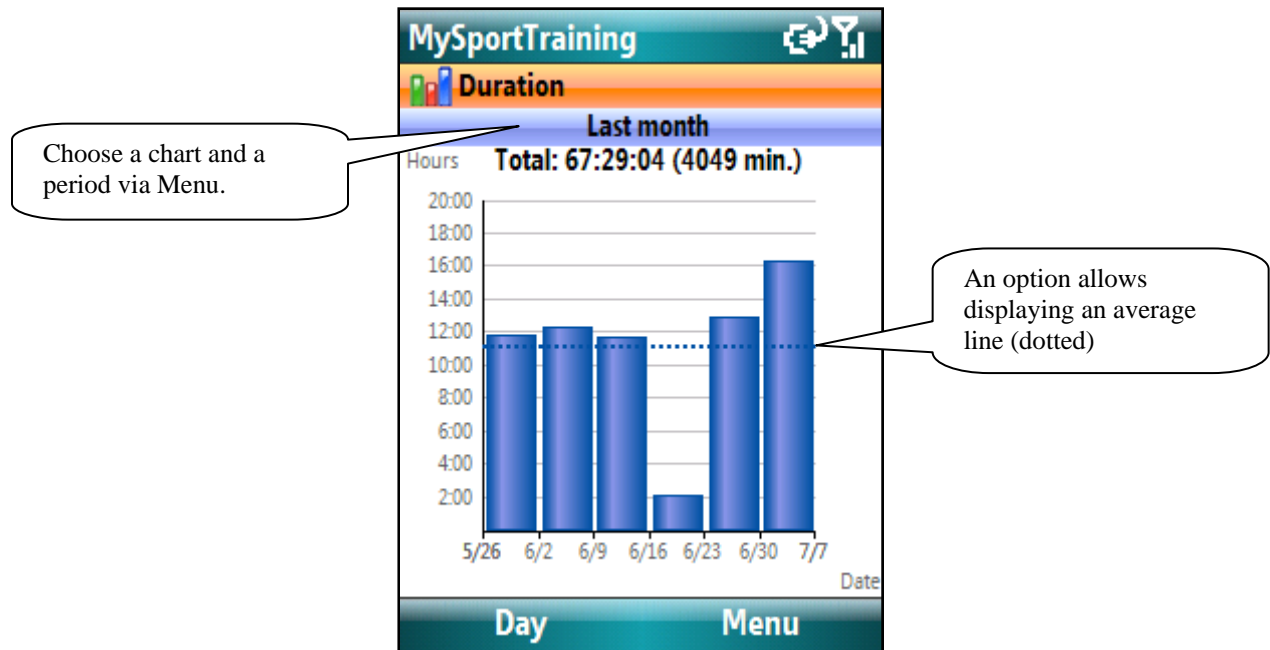 MySportTraining
Duration
Last month
Choose a chart and a
period via Menu.
Hours
Total: 67:29:04 (4049 min.)
20:00
18:00
16:00
14:00
12:00
10:00
8:00
6:00
4:00
2:00
An option allows
displaying an average
line (dotted)
5/26 6/2 6/9 6/16 6/23 6/30 7/7
Date
Day Menu